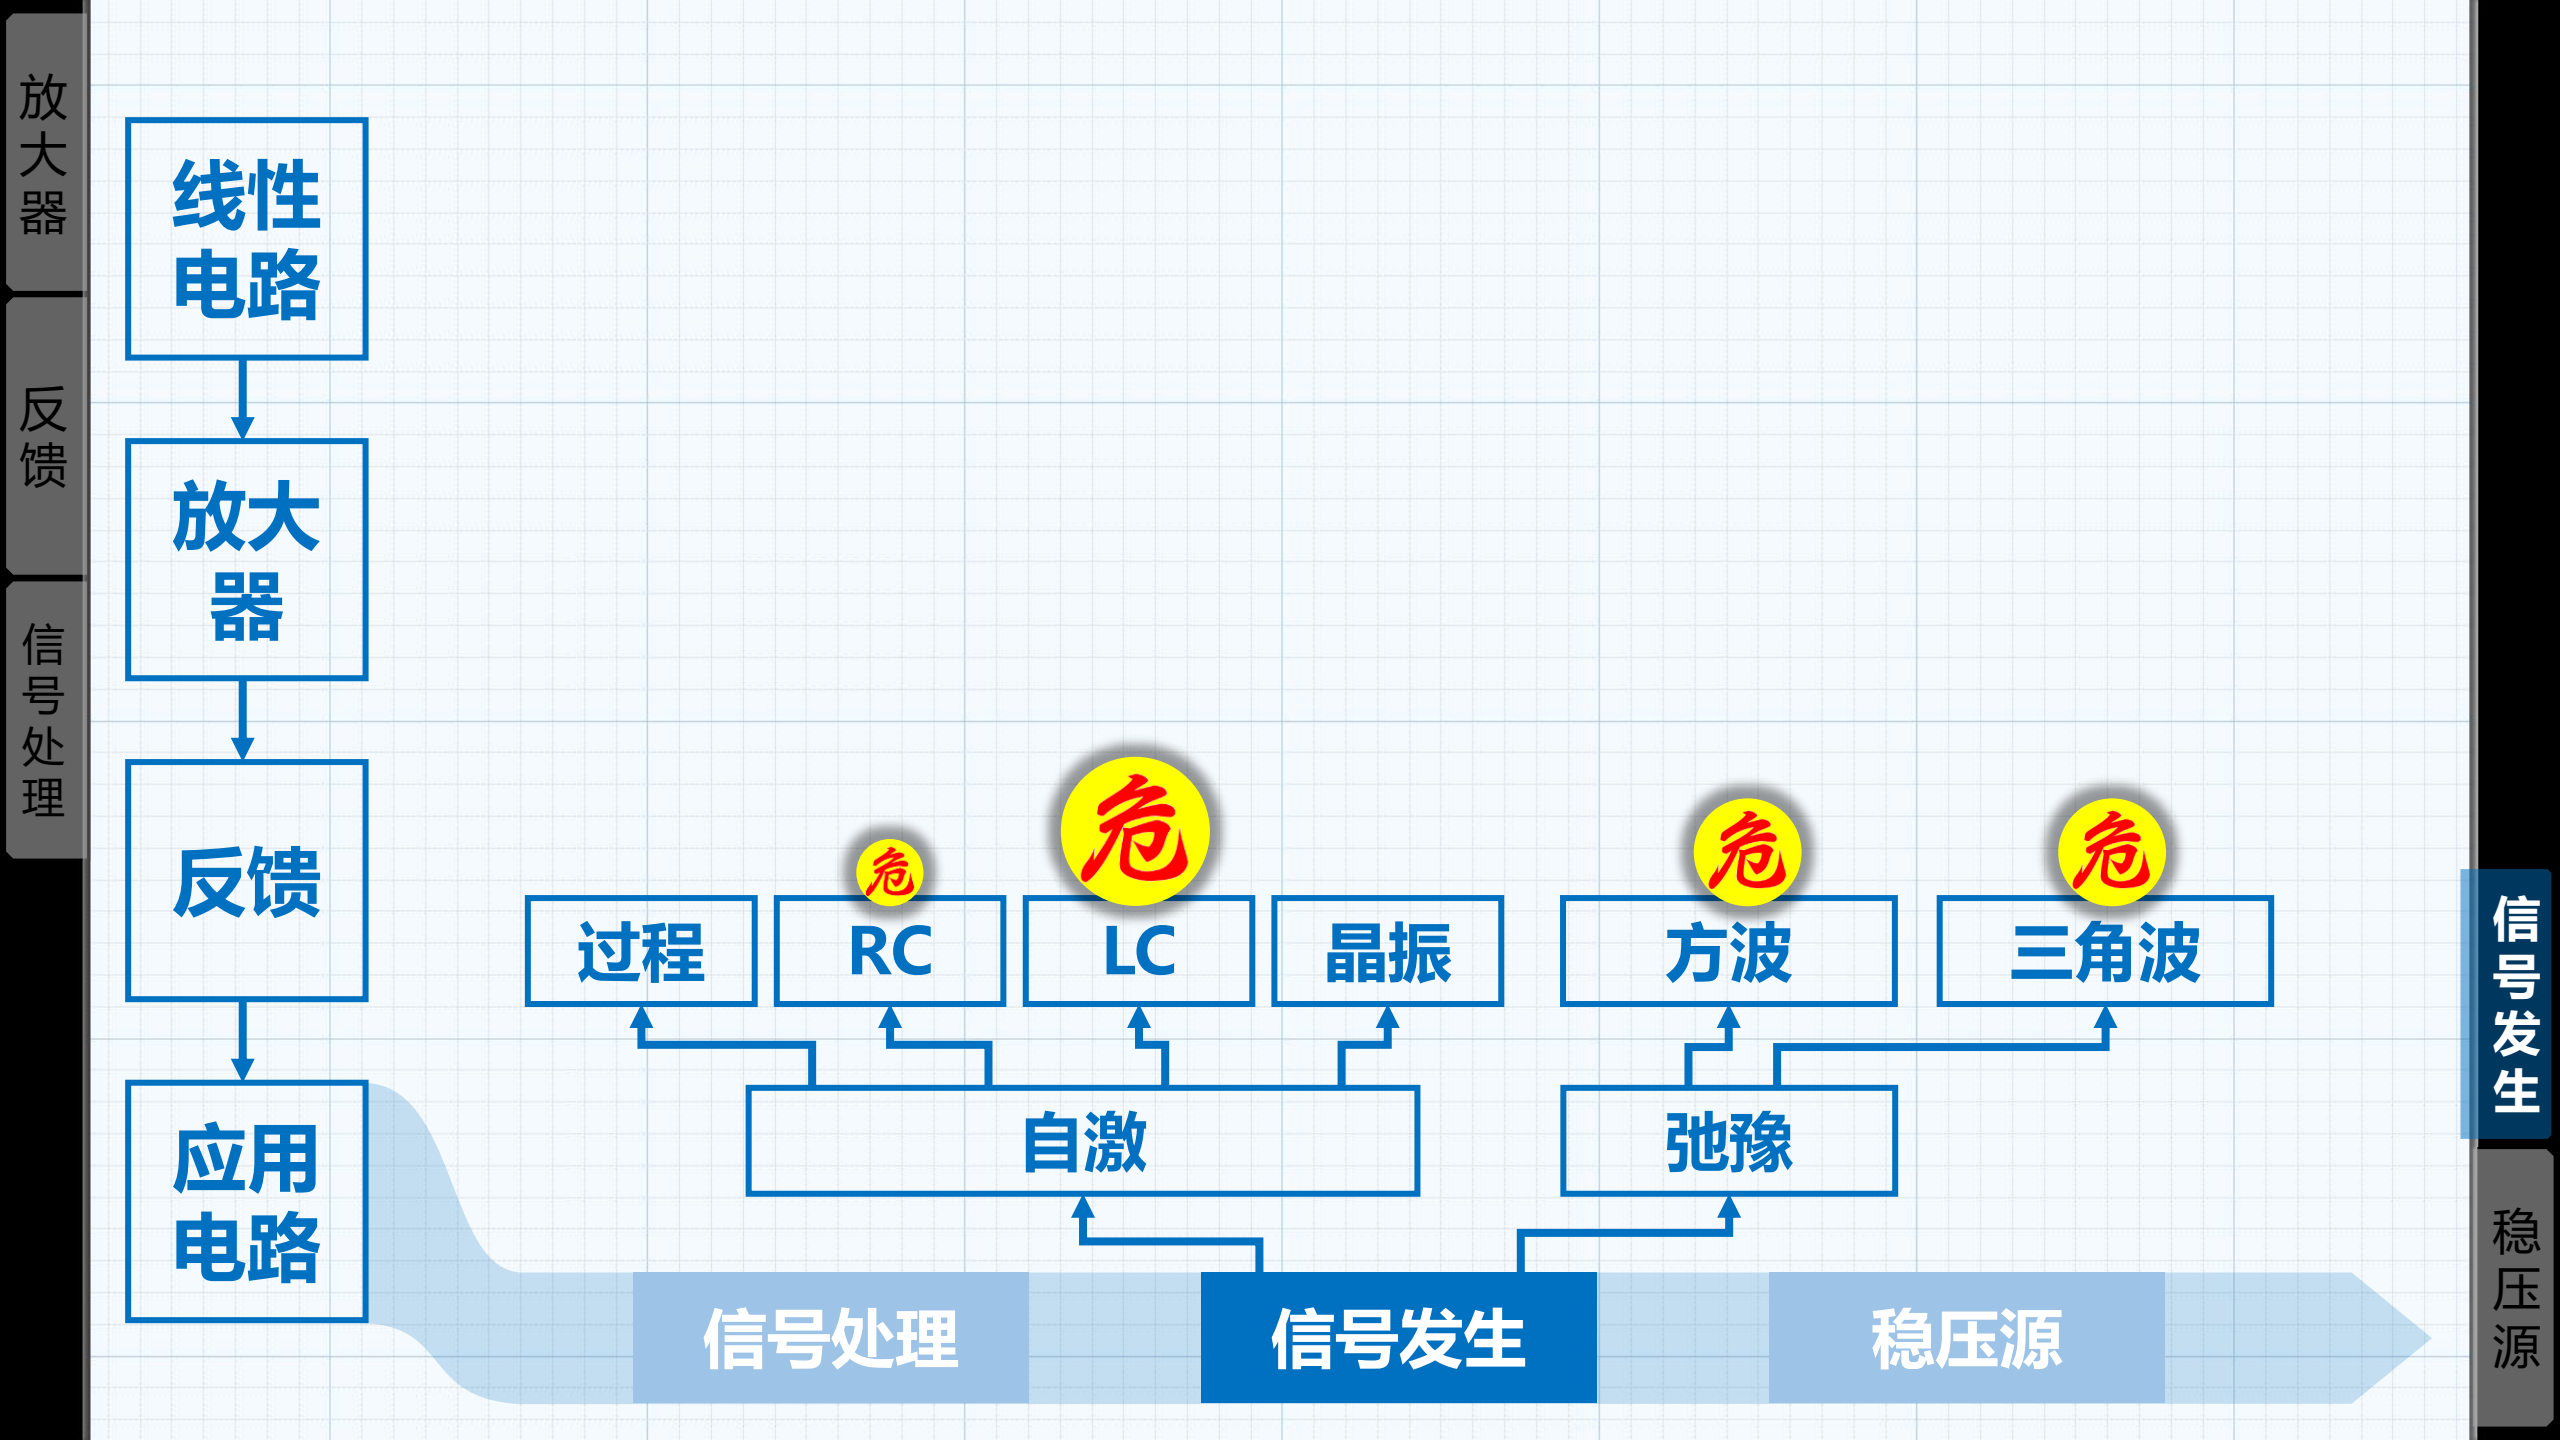 放大器
反馈
信号处理
线性
电路
放大
器
反馈
应用
电路
危
危
危
危
过程
RC
LC
晶振
方波
三角波
自激
弛豫
信号处理
信号发生
稳压源
信号发生
稳压源